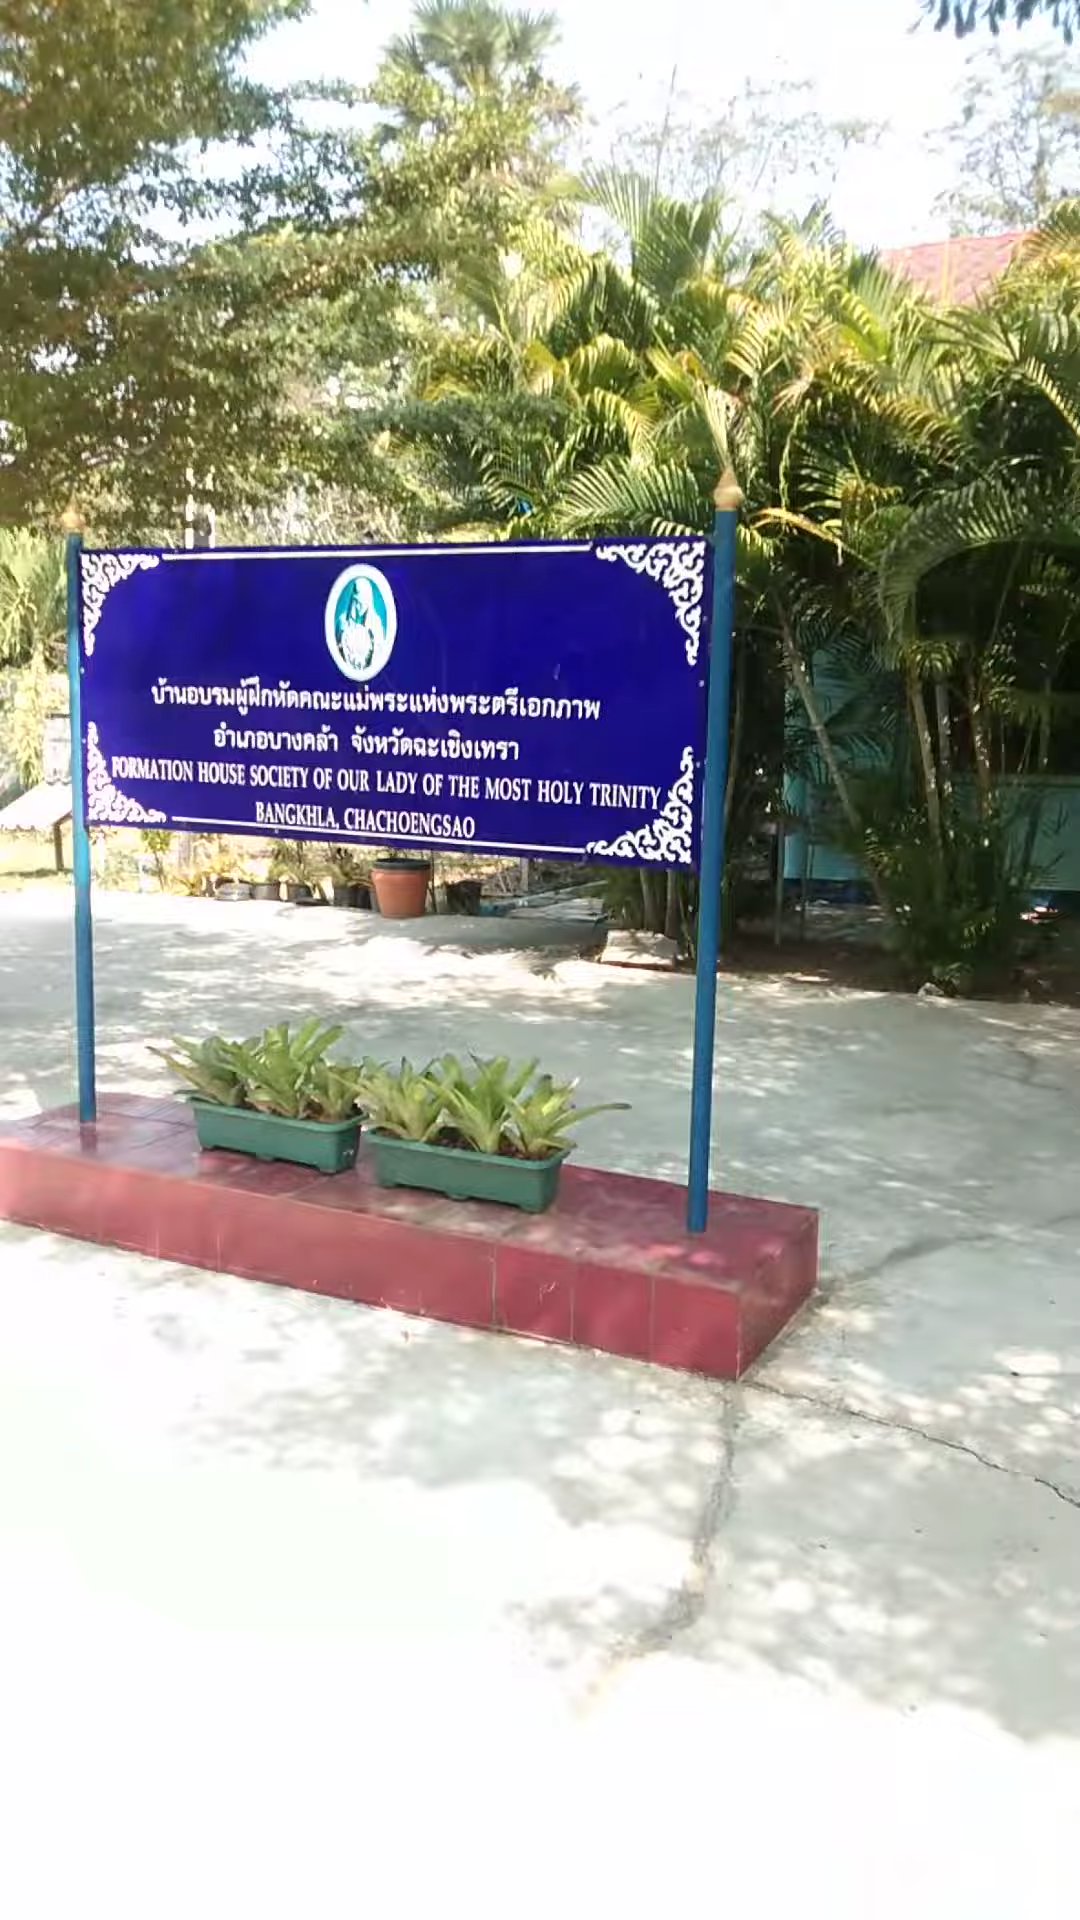 บ้านอบรมผู้ฝึกหัดคณะแม่พระแห่งพระตรีเอกภาพ
อำเภอบางคล้า จังหวัดฉะเชิงเทรา
FORMATION HOUSE SOCIETY OF OUR LADY OF THE MOST HOLY TRINITY
BANGKHLA, CHACHOENGSAO